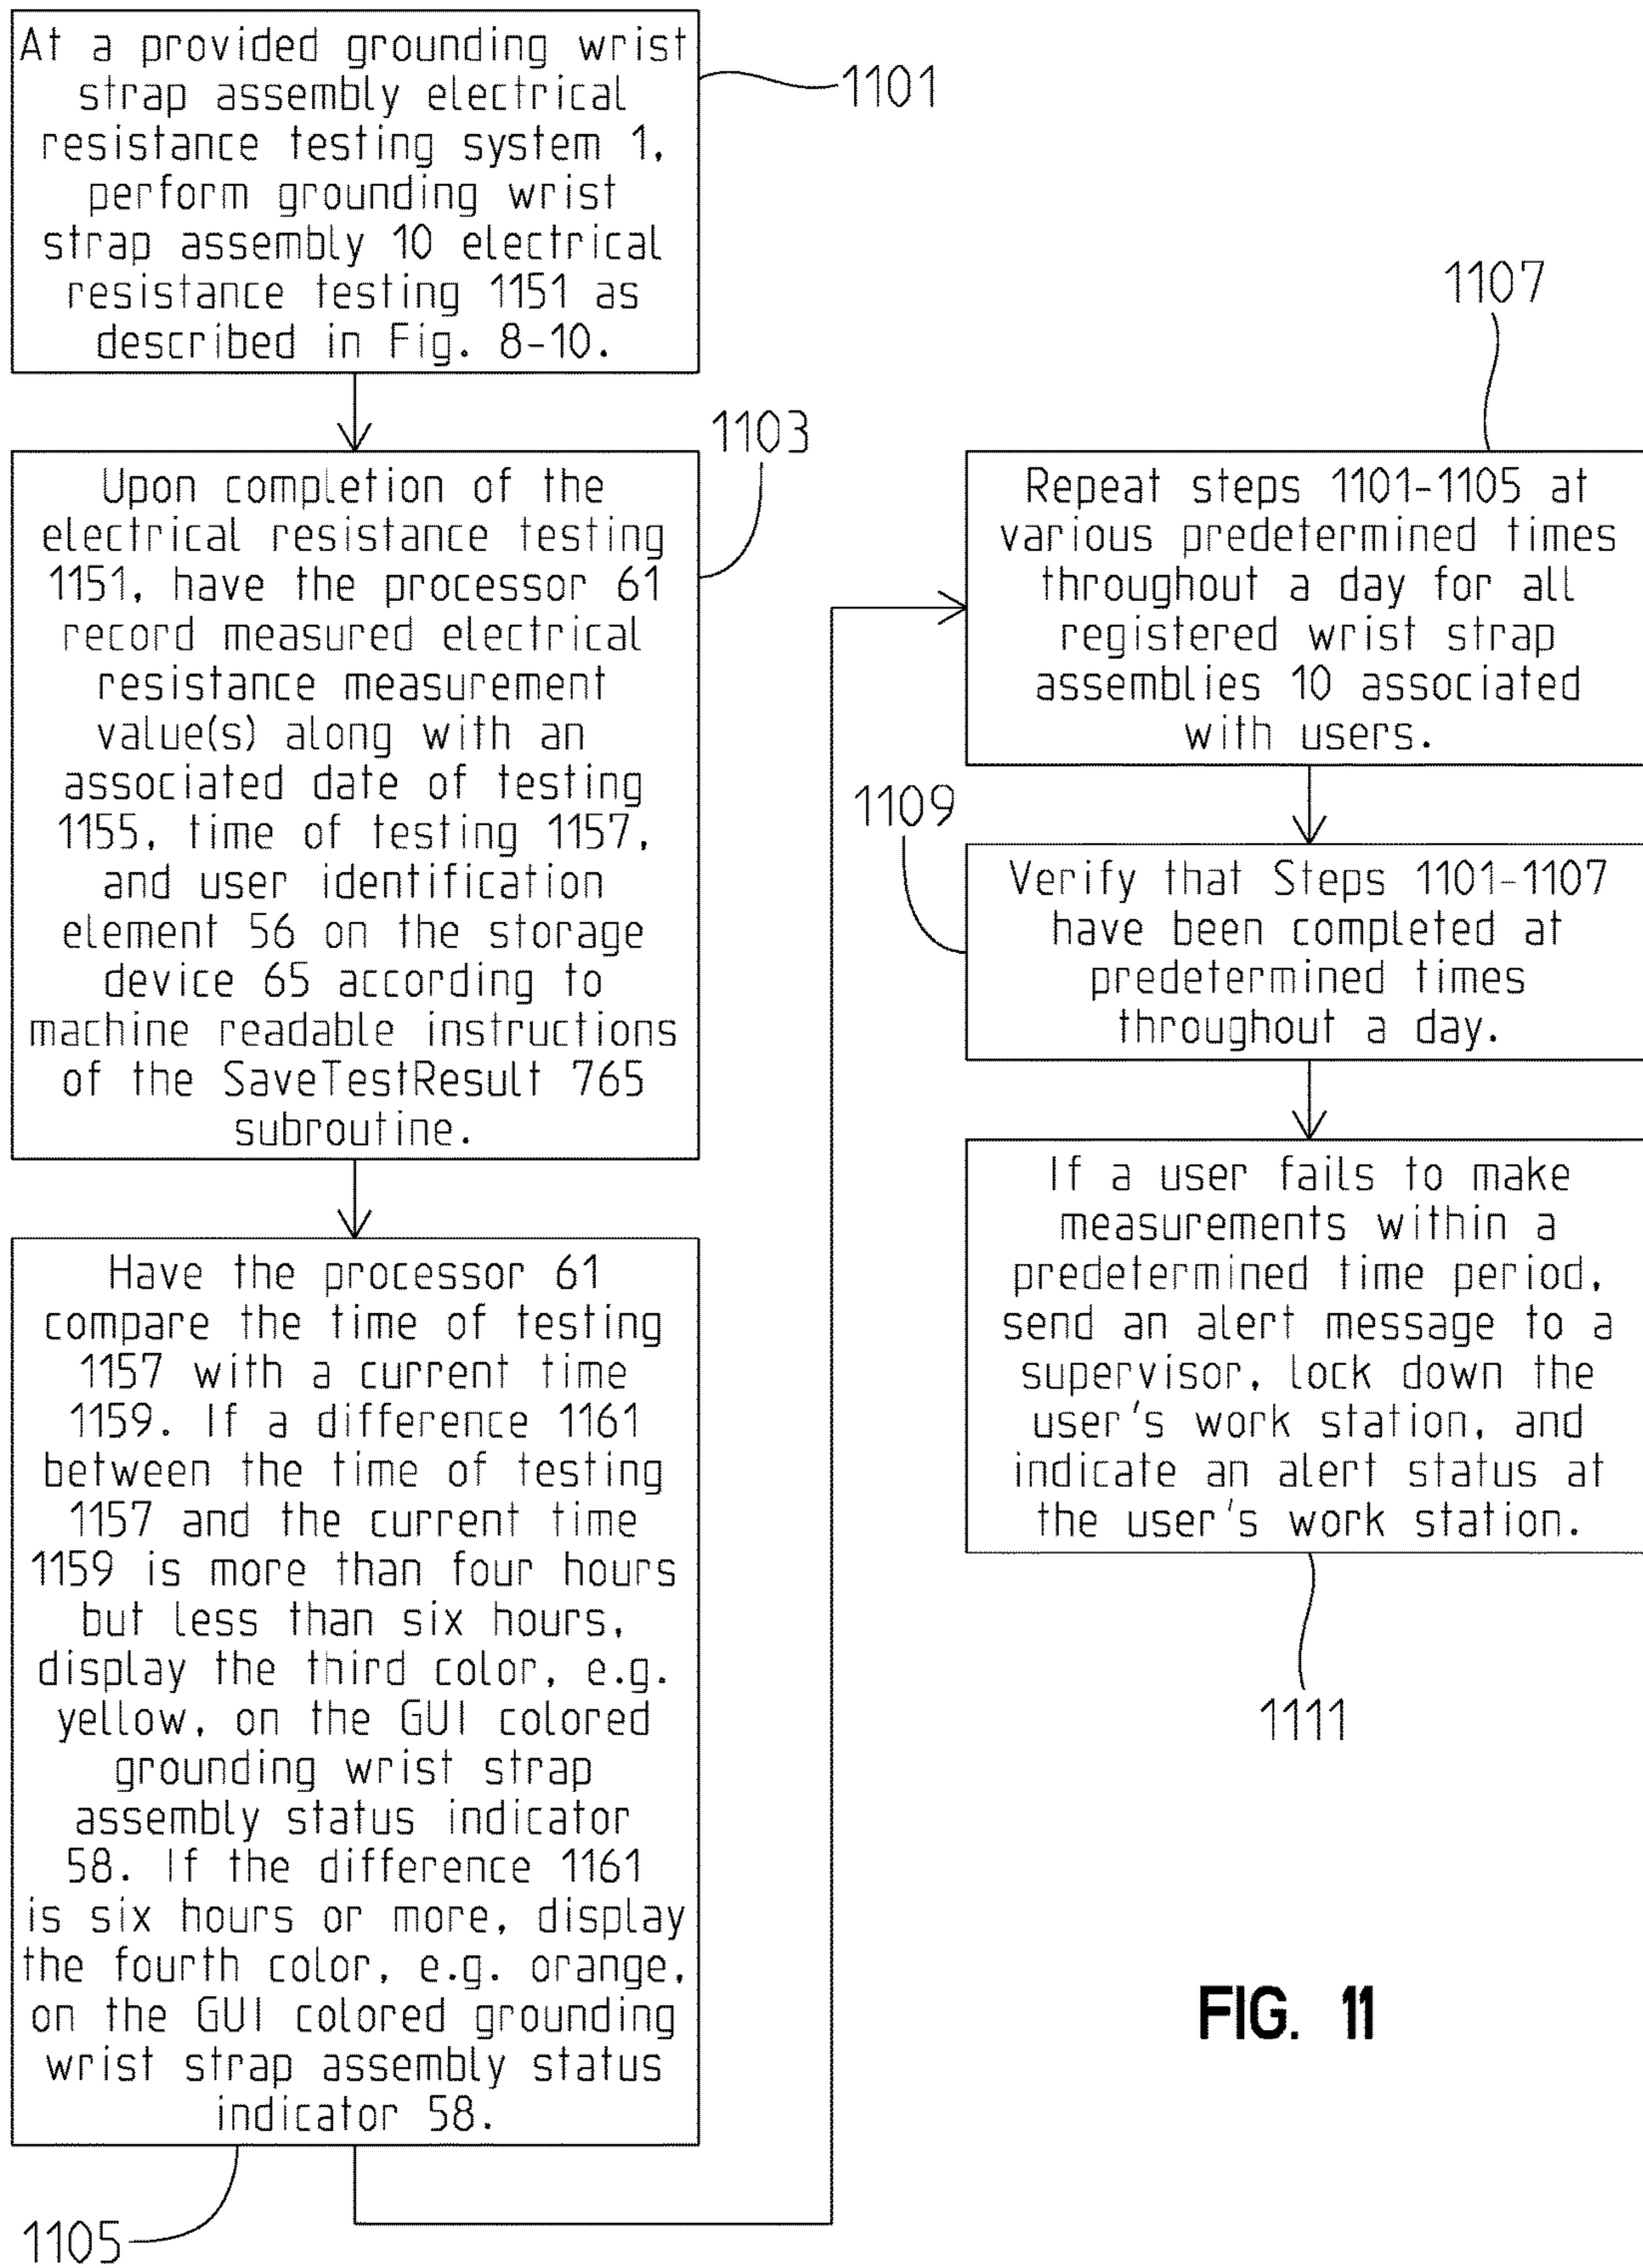 At a provided grounding wrist
strap assembly electrical
resistance testing system 1,
perform grounding wrist
strap assembly 10 electrical
resistance testing 1151 as
described in Fig. 8-10.
1101
Upon completion of the
electrical resistance testing
1151, have the processor 61
record measured electrical
resistance measurement
value(s) along with an
associated date of testing
1155, time of testing 1157,
and user identification
element 56 on the storage
device 65 according to
machine readable instructions
of the SaveTestResult 765
subroutine.
1103
Have the processor 61
compare the time of testing
1157 with a current time
1159. If a difference 1161
between the time of testing
1157 and the current time
1159 is more than four hours
but less than six hours,
display the third color, e.g.
yellow, on the GUI colored
grounding wrist strap
assembly status indicator
58. If the difference 1161
is six hours or more, display
the fourth color, e.g. orange,
on the GUI colored grounding
wrist strap assembly status
indicator 58.
1105
1107
Repeat steps 1101-1105 at
various predetermined times
throughout a day for all
registered wrist strap
assemblies 10 associated
with users.
1109
Verify that Steps 1101-1107
have been completed at
predetermined times
throughout a day.
If a user fails to make
measurements within a
predetermined time period,
send an alert message to a
supervisor, lock down the
user's work station, and
indicate an alert status at
the user's work station.
1111
FIG. 11